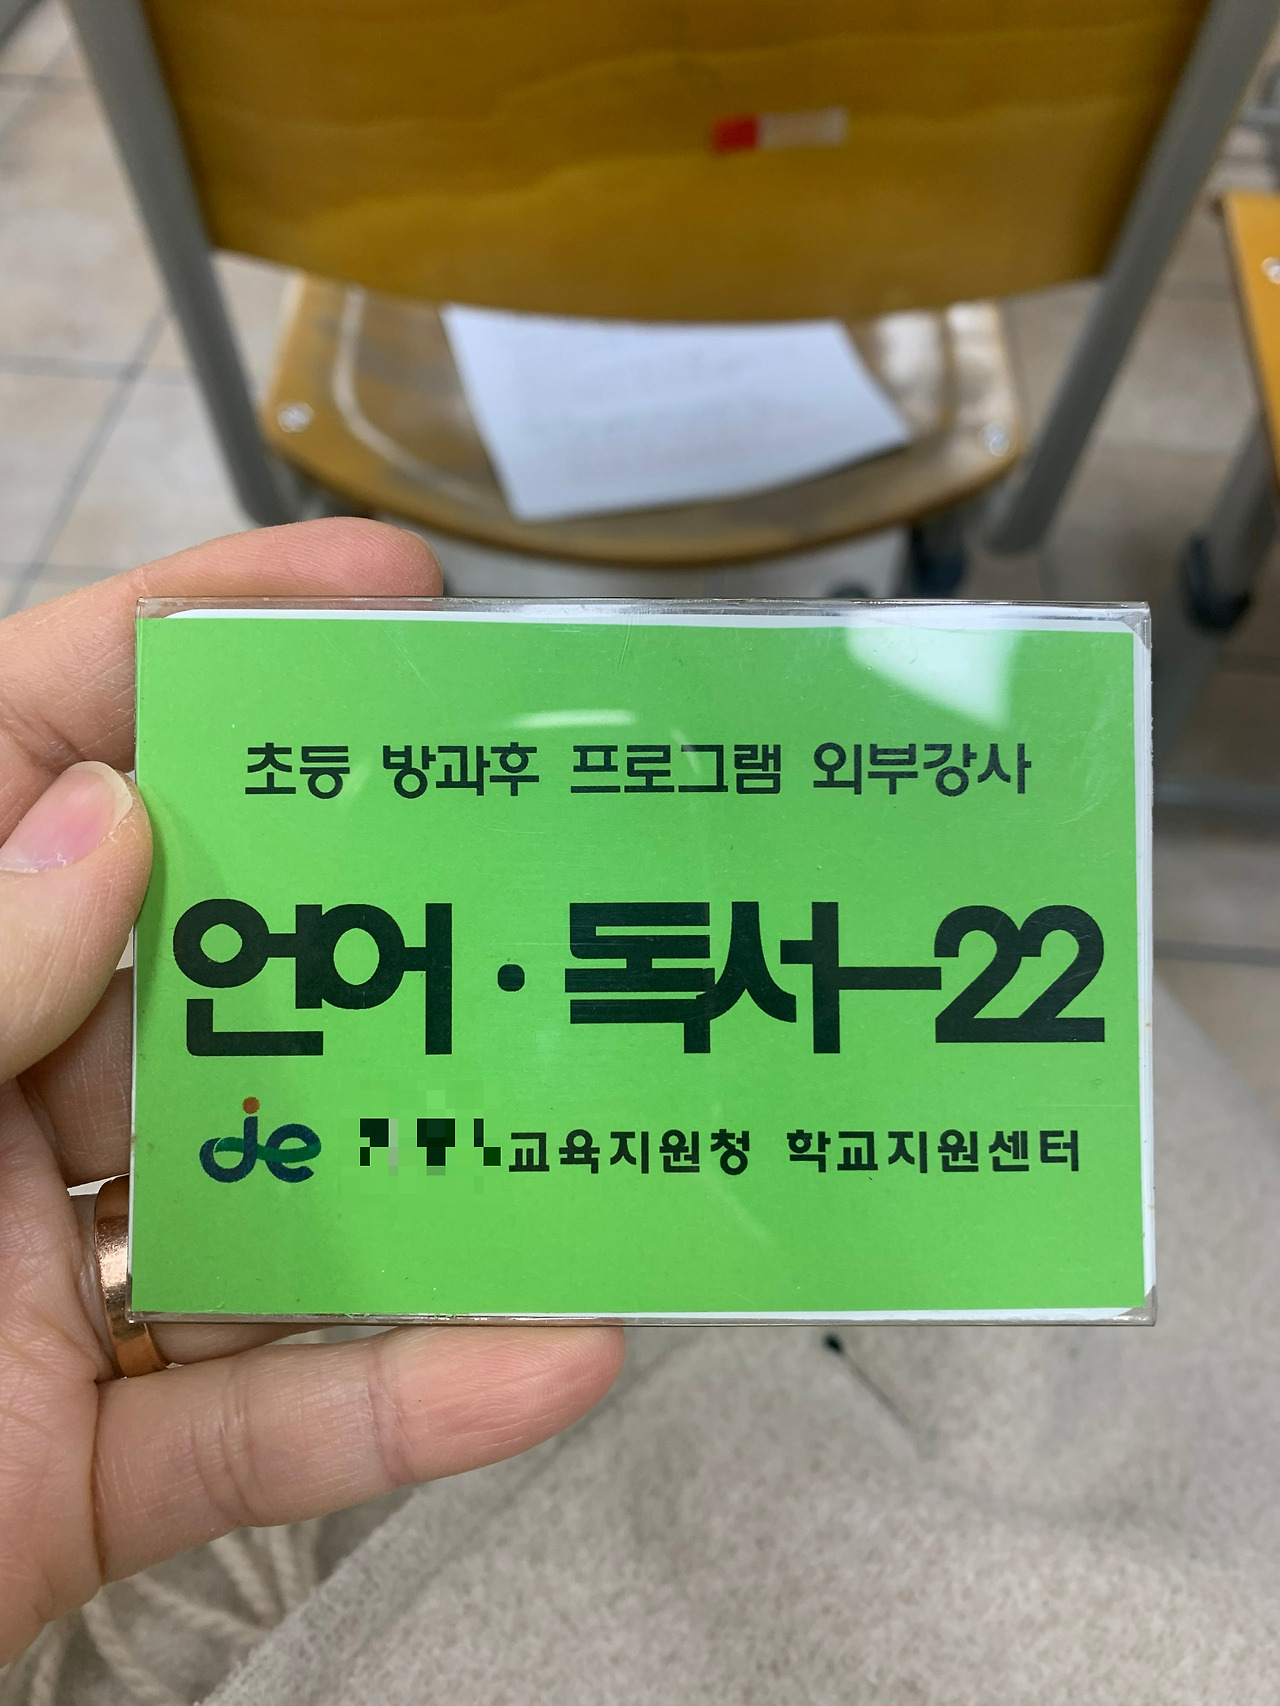 초등 방과후 프로그램 외부강사
언어·독서-22
je 교육지원청 학교지원센터